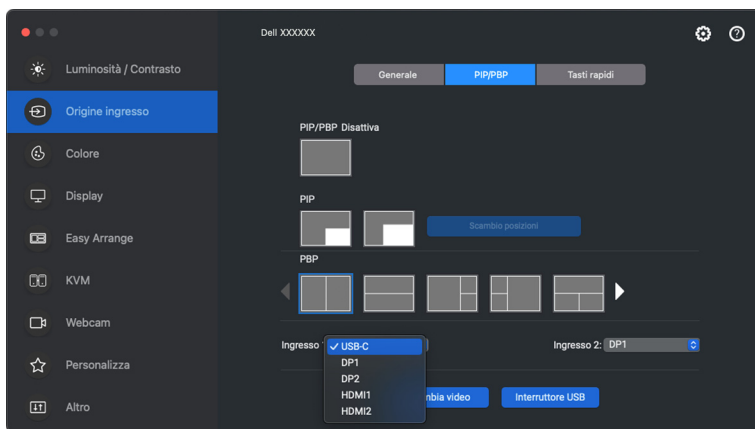 Dell XXXXXX
Luminosità / Contrasto
Origine ingresso
Colore
Display
Easy Arrange
KVM
Webcam
Personalizza
Altro
Generale
PIP/PBP
Tasti rapidi
PIP/PBP Disattiva
PIP
Scambio posizioni
PBP
Ingresso
✓ USB-C
DP1
DP2
HDMI1
HDMI2
Ingresso 2: DP1
video
Interruttore USB